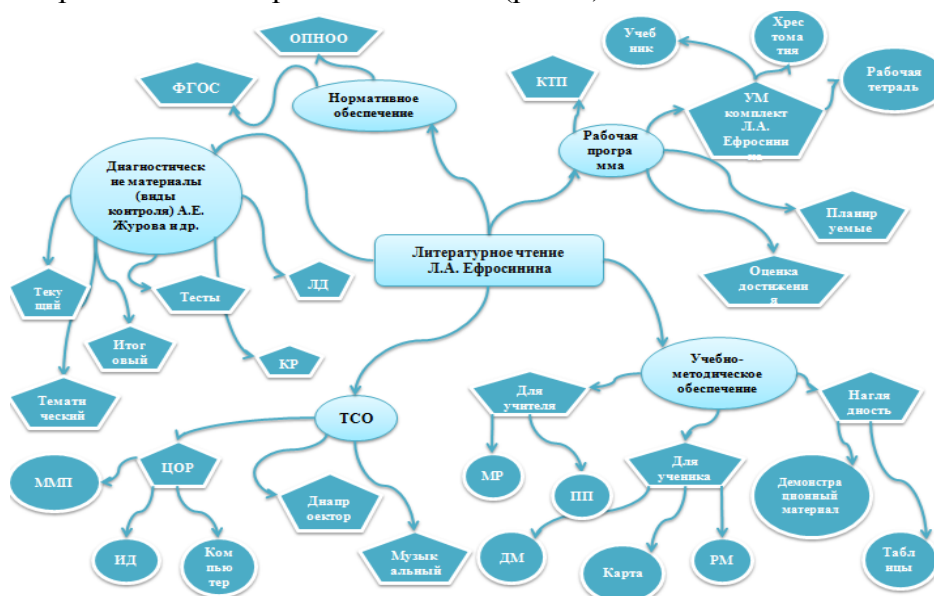 ОПНОО
ФГОС
Нормативное
обеспечение
КТП
Учеб
ник
Хрес
тома
тия
Рабочая
тетрадь
УМ
комплект
Л.А.
Ефросини
на
Рабочая
програ
мма
Диагностическ
ие материалы
(виды
контроля) А.Е.
Журова и др.
Планир
уемые
Литературное чтение
Л.А. Ефросинина
Оценка
достижени
я
Теку
щий
Тесты
ЛД
Итог
овый
КР
Темати
ческий
ТСО
Учебно-
методическое
обеспечение
Для
учителя
Нагля
дность
ММП
ЦОР
МР
ПП
Для
ученика
Демонстра
ционный
материал
Диапр
оектор
ИД
Ком
пью
тер
Музык
альный
ДМ
Карта
РМ
Табл
ицы